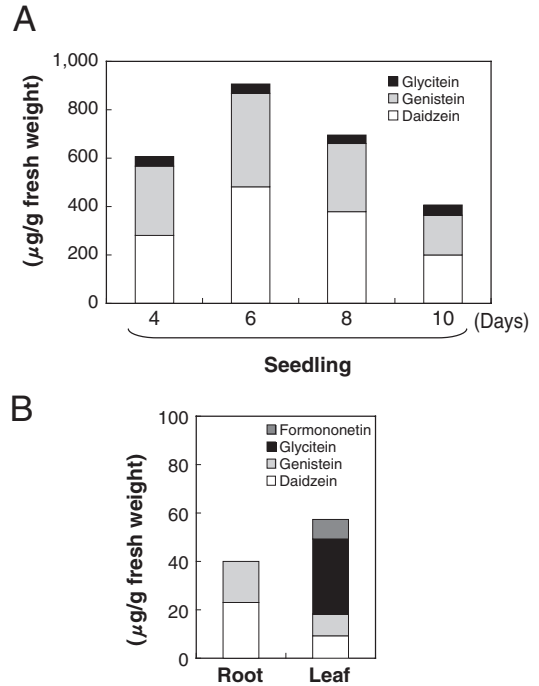 A
(μg/g fresh weight)
1,000
800
600
400
200
0
Glycitein
Genistein
Daidzein
4 6 8 10 (Days)
Seedling
B
(μg/g fresh weight)
100
80
60
40
20
0
Formononetin
Glycitein
Genistein
Daidzein
Root Leaf